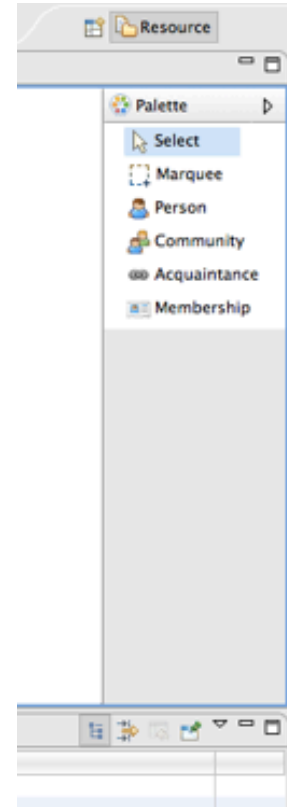 Resource
Palette
Select
Marquee
Person
Community
Acquaintance
Membership